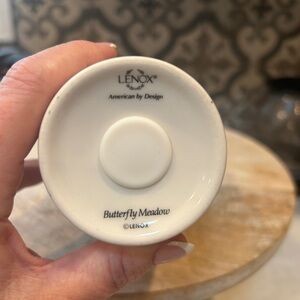 LENOX®
American by Design
Butterfly Meadow
©LENOX